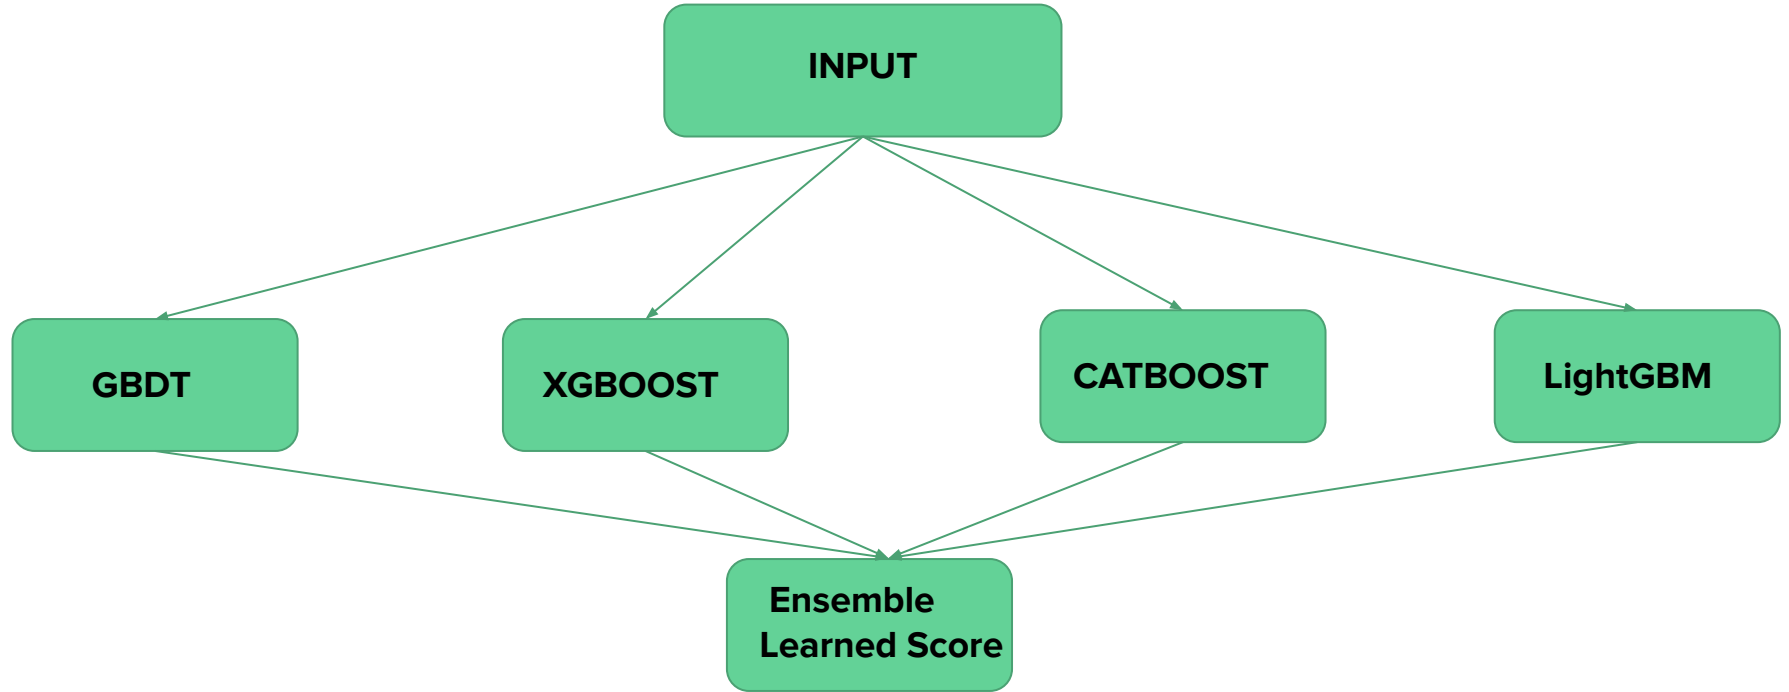 INPUT
GBDT
XGBOOST
CATBOOST
LightGBM
Ensemble
Learned Score